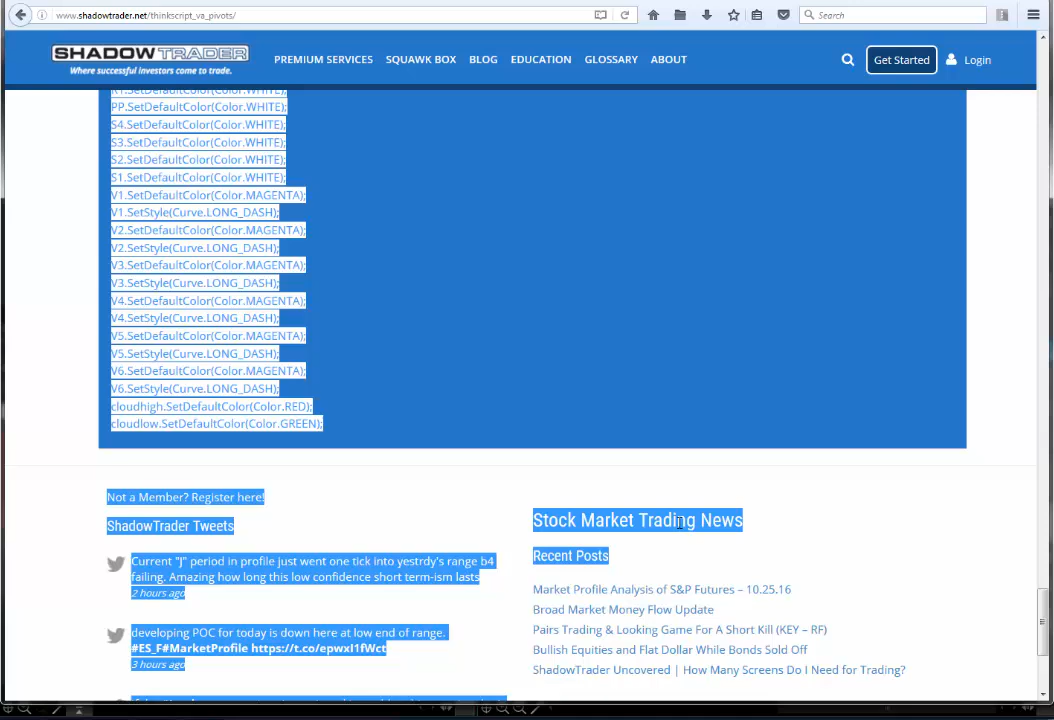 www.shadowtrader.net/thinkscript_va_pivots/
Search
SHADOWTRADER
Where successful investors come to trade.
PREMIUM SERVICES SQUAWK BOX BLOG EDUCATION GLOSSARY ABOUT
Get Started
Login
R1.SetDefaultColor(Color.WHITE);
PP.SetDefaultColor(Color.WHITE);
S4.SetDefaultColor(Color.WHITE);
S3.SetDefaultColor(Color.WHITE);
S2.SetDefaultColor(Color.WHITE);
S1.SetDefaultColor(Color.WHITE);
V1.SetDefaultColor(Color.MAGENTA);
V1.SetStyle(Curve.LONG_DASH);
V2.SetDefaultColor(Color.MAGENTA);
V2.SetStyle(Curve.LONG_DASH);
V3.SetDefaultColor(Color.MAGENTA);
V3.SetStyle(Curve.LONG_DASH);
V4.SetDefaultColor(Color.MAGENTA);
V4.SetStyle(Curve.LONG_DASH);
V5.SetDefaultColor(Color.MAGENTA);
V5.SetStyle(Curve.LONG_DASH);
V6.SetDefaultColor(Color.MAGENTA);
V6.SetStyle(Curve.LONG_DASH);
cloudhigh.SetDefaultColor(Color.RED);
cloudlow.SetDefaultColor(Color.GREEN);
Not a Member? Register here!
ShadowTrader Tweets
Current "J" period in profile just went one tick into yestrdy's range b4
failing. Amazing how long this low confidence short term-ism lasts
2 hours ago
developing POC for today is down here at low end of range.
#ES_F#MarketProfile https://t.co/epwxI1fWct
3 hours ago
Stock Market Trading News
Recent Posts
Market Profile Analysis of S&P Futures – 10.25.16
Broad Market Money Flow Update
Pairs Trading & Looking Game For A Short Kill (KEY – RF)
Bullish Equities and Flat Dollar While Bonds Sold Off
ShadowTrader Uncovered | How Many Screens Do I Need for Trading?